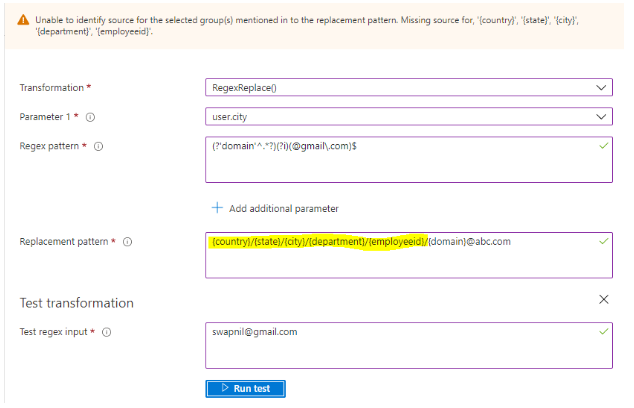 Unable to identify source for the selected group(s) mentioned in to the replacement pattern. Missing source for, '{country}', '{state}', '{city}',
'{department}', '{employeeid}'.
Transformation *
RegexReplace()
Parameter 1 *
user.city
Regex pattern *
(?'domain'^.*?)(?i)(@gmail\.com)$
Add additional parameter
Replacement pattern *
{country}/{state}/{city}/{department}/{employeeid}/{domain}@abc.com
Test transformation
Test regex input *
swapnil@gmail.com
Run test